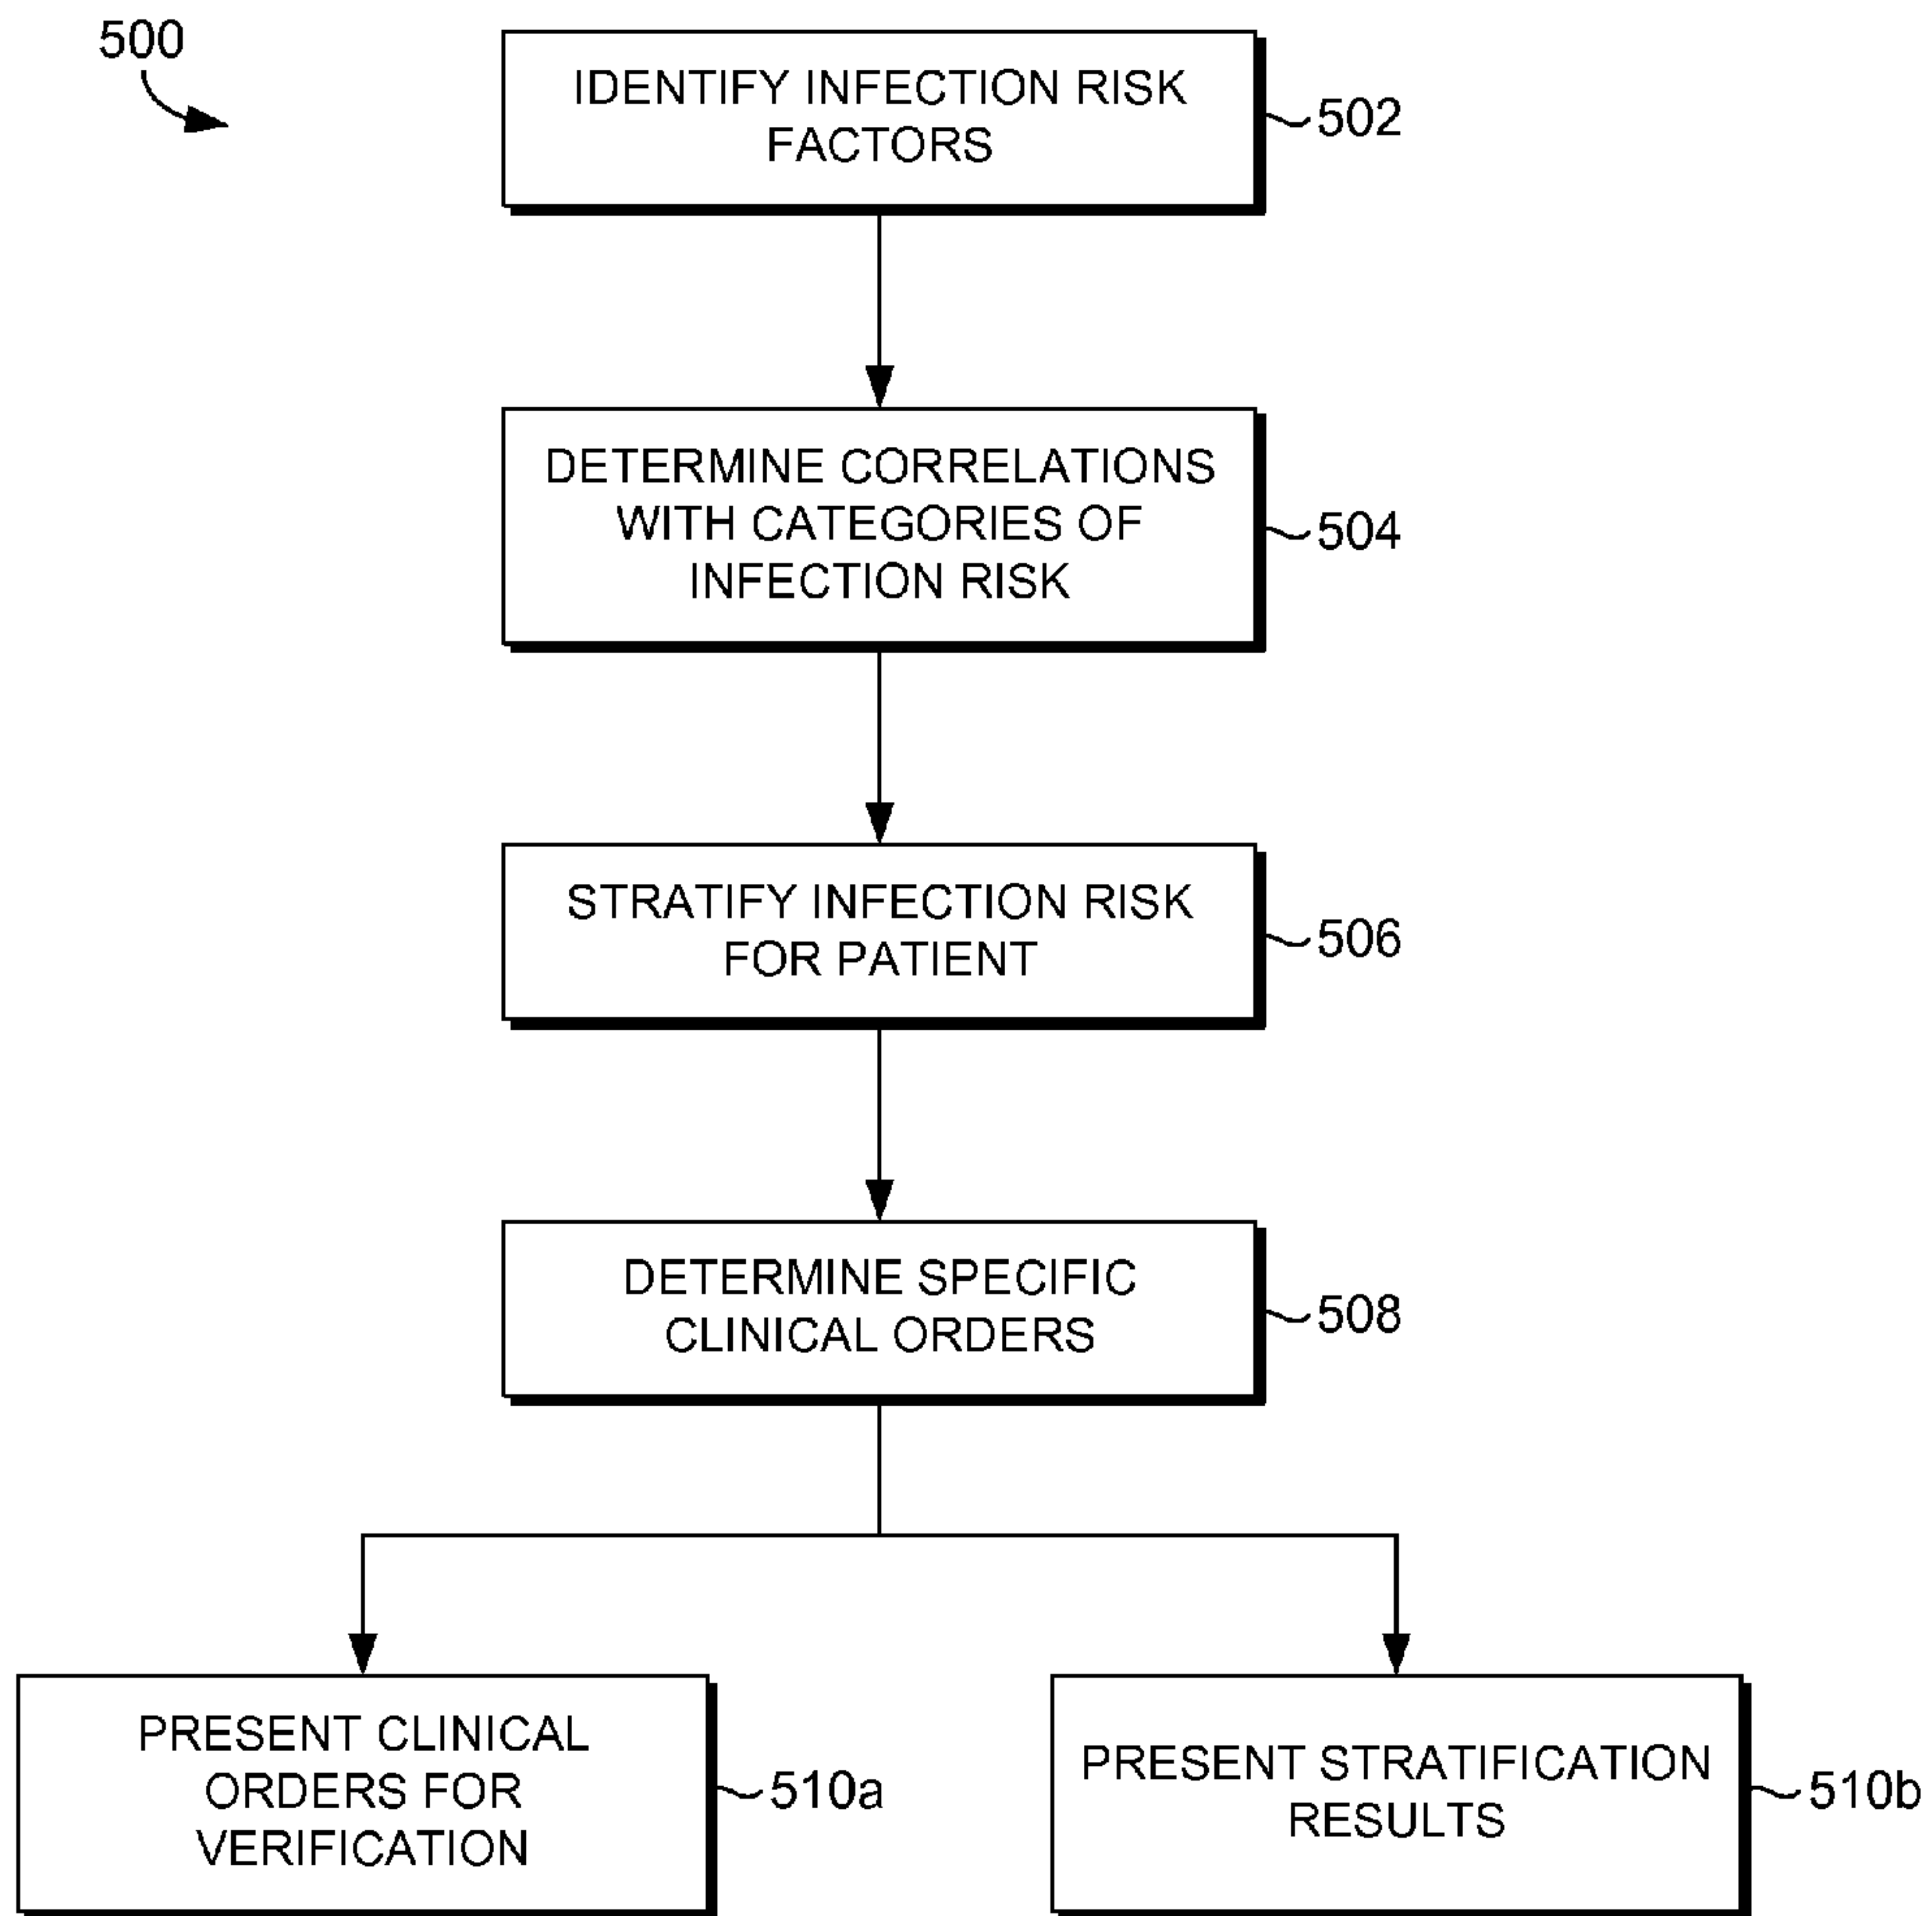 500
IDENTIFY INFECTION RISK
FACTORS
502
DETERMINE CORRELATIONS
WITH CATEGORIES OF
INFECTION RISK
504
STRATIFY INFECTION RISK
FOR PATIENT
506
DETERMINE SPECIFIC
CLINICAL ORDERS
508
PRESENT CLINICAL
ORDERS FOR
VERIFICATION
510a
PRESENT STRATIFICATION
RESULTS
510b